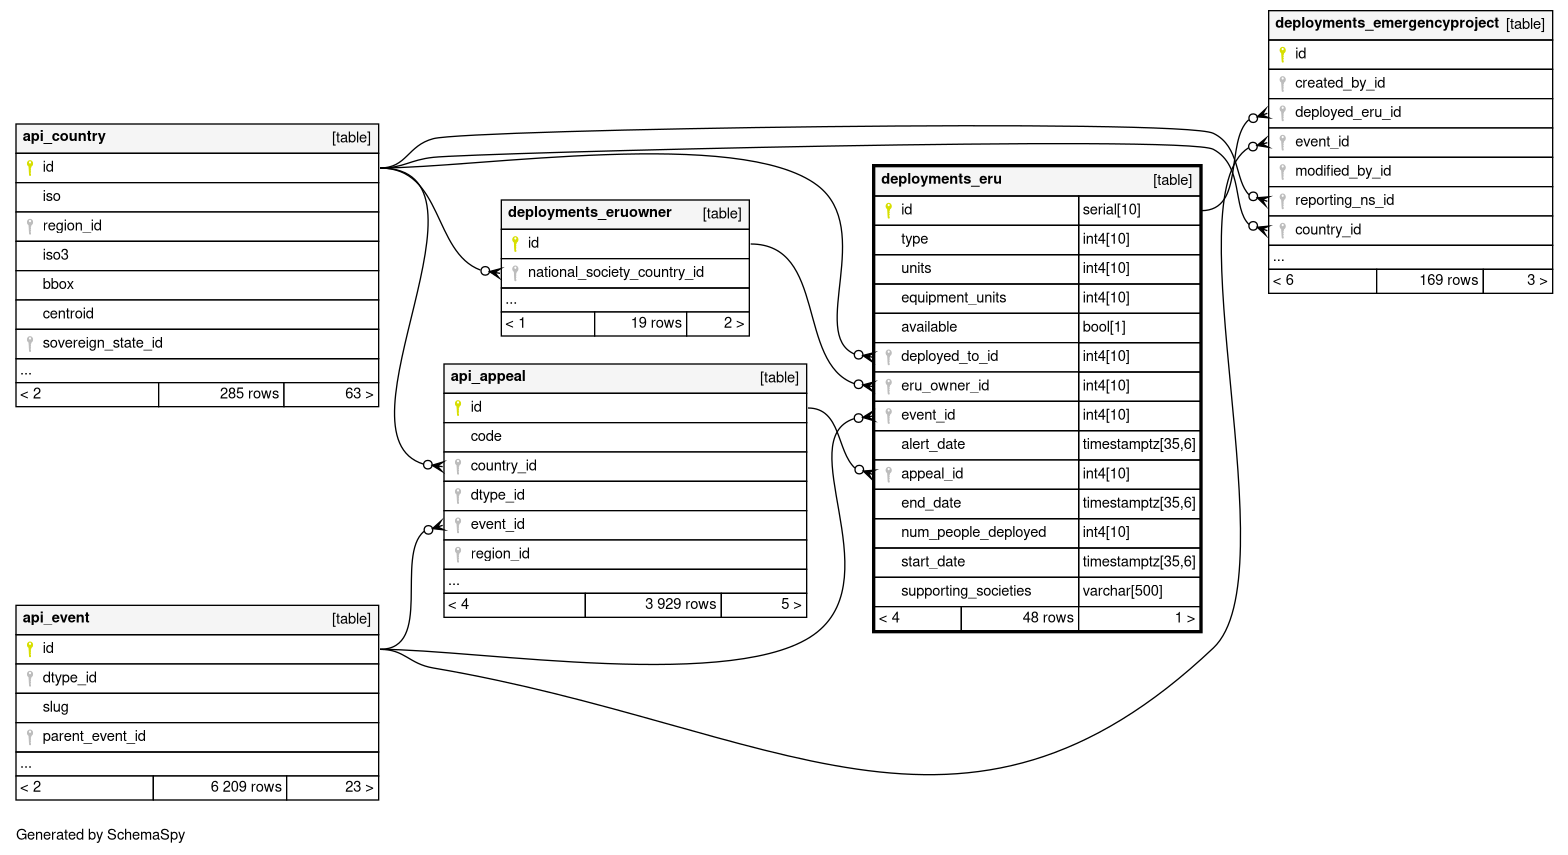 deployments_emergencyproject [table]
id
created_by_id
deployed_eru_id
event_id
modified_by_id
reporting_ns_id
country_id
...
< 6 169 rows 3 >
api_country [table]
id
iso
region_id
iso3
bbox
centroid
sovereign_state_id
...
< 2 285 rows 63 >
deployments_eruowner [table]
id
national_society_country_id
...
< 1 19 rows 2 >
deployments_eru [table]
id serial[10]
type int4[10]
units int4[10]
equipment_units int4[10]
available bool[1]
deployed_to_id int4[10]
eru_owner_id int4[10]
event_id int4[10]
alert_date timestamptz[35,6]
appeal_id int4[10]
end_date timestamptz[35,6]
num_people_deployed int4[10]
start_date timestamptz[35,6]
supporting_societies varchar[500]
< 4 48 rows 1 >
api_appeal [table]
id
code
country_id
dtype_id
event_id
region_id
...
< 4 3 929 rows 5 >
api_event [table]
id
dtype_id
slug
parent_event_id
...
< 2 6 209 rows 23 >
Generated by SchemaSpy